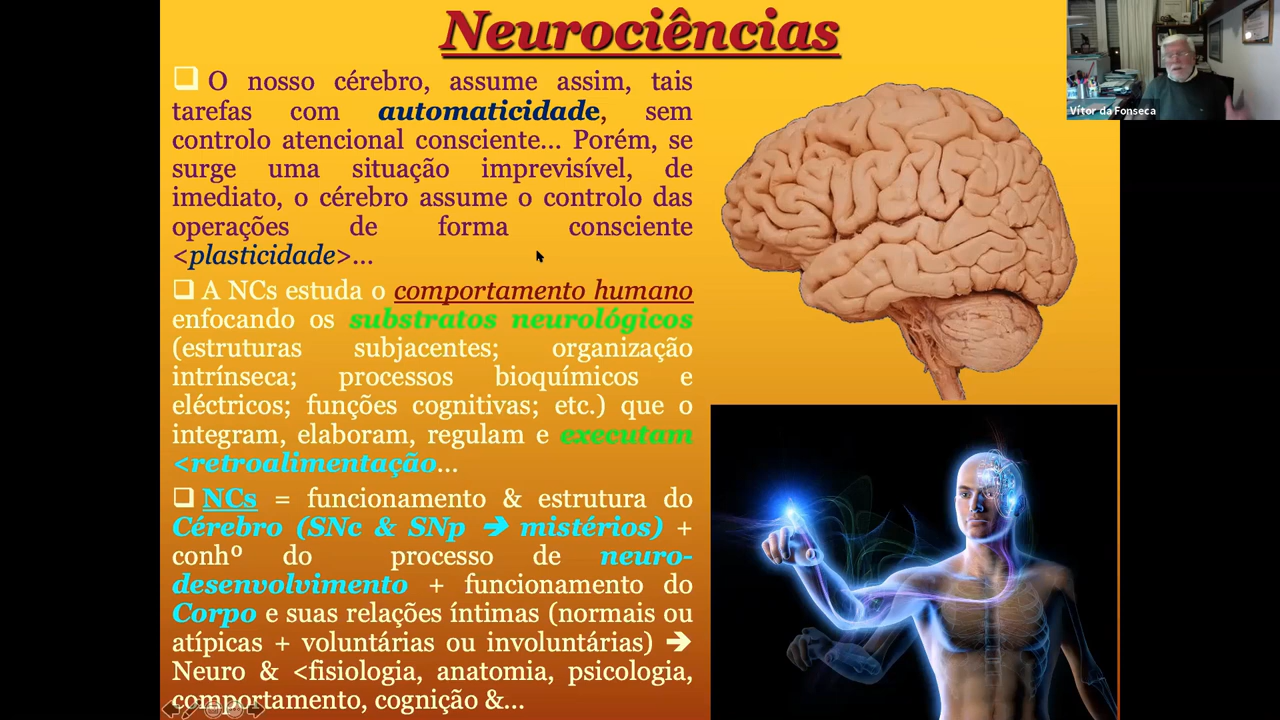 Neurociências
Vítor da Fonseca
❑ O nosso cérebro, assume assim, tais
tarefas com automaticidade, sem
controlo atencional consciente... Porém, se
surge uma situação imprevisível, de
imediato, o cérebro assume o controlo das
operações de forma consciente
<plasticidade>...
❑ A NCs estuda o comportamento humano
enfocando os substratos neurológicos
(estruturas subjacentes; organização
intrínseca; processos bioquímicos e
eléctricos; funções cognitivas; etc.) que o
integram, elaboram, regulam e executam
<retroalimentação...
❑ NCs = funcionamento & estrutura do
Cérebro (SNc & SNp ➔ mistérios) +
conhº do processo de neuro-
desenvolvimento + funcionamento do
Corpo e suas relações íntimas (normais ou
atípicas + voluntárias ou involuntárias) ➔
Neuro & <fisiologia, anatomia, psicologia,
comportamento, cognição &...